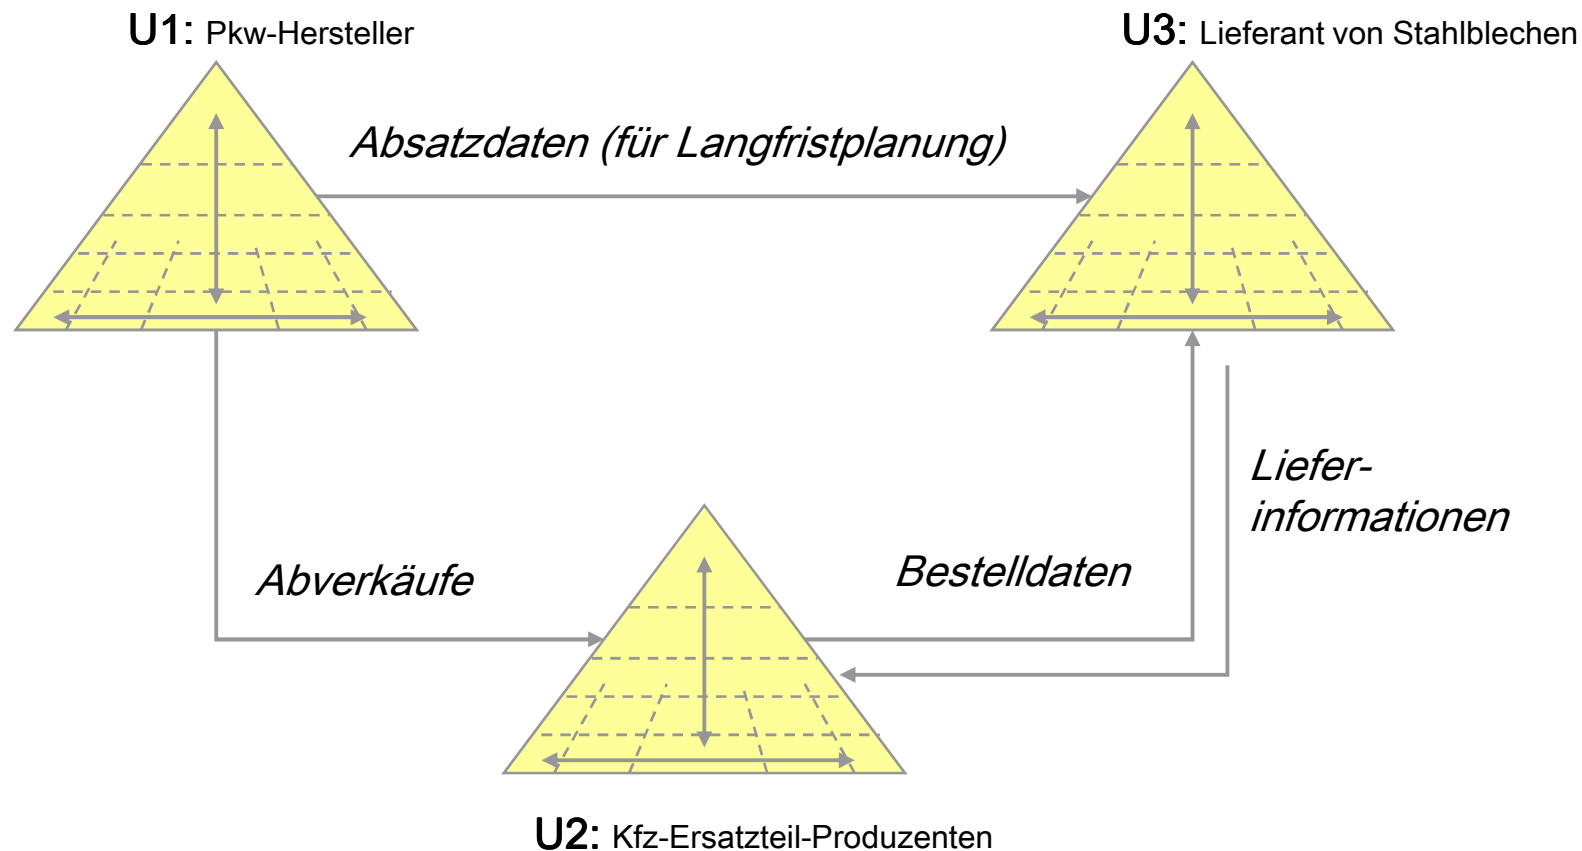 U1: Pkw-Hersteller
U3: Lieferant von Stahlblechen
Absatzdaten (für Langfristplanung)
Liefer-
informationen
Abverkäufe
Bestelldaten
U2: Kfz-Ersatzteil-Produzenten